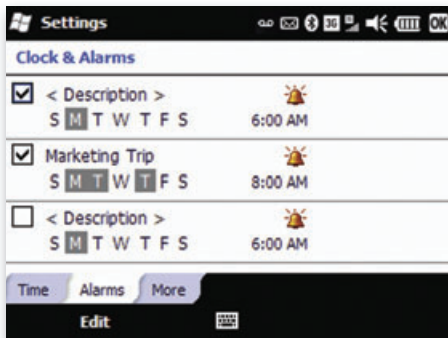 Settings
3G
OK
Clock & Alarms
< Description >
S M T W T F S 6:00 AM
Marketing Trip
S M T W T F S 8:00 AM
< Description >
S M T W T F S 6:00 AM
Time Alarms More
Edit